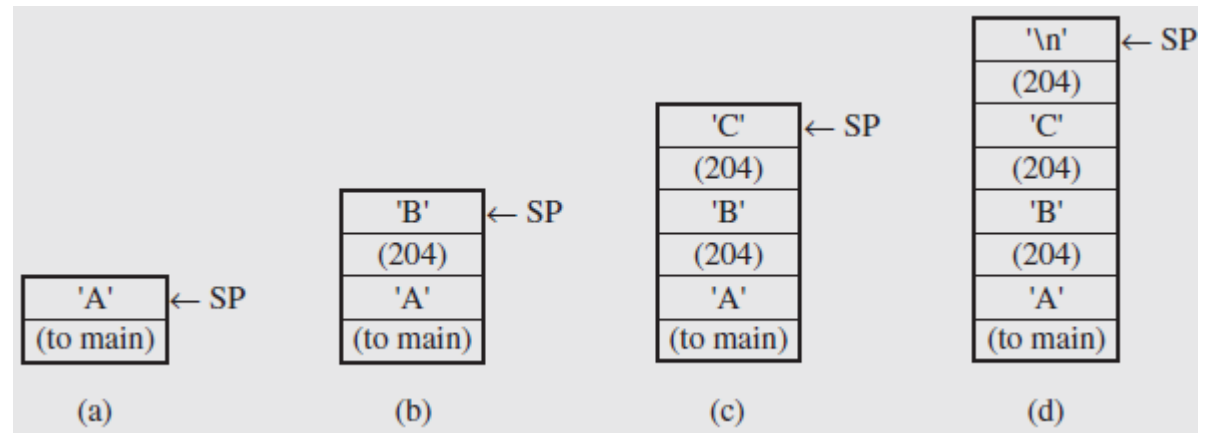 'A' ← SP
(to main)
(a)
'B' ← SP
(204)
'A'
(to main)
(b)
'C' ← SP
(204)
'B'
(204)
'A'
(to main)
(c)
'\n' ← SP
(204)
'C'
(204)
'B'
(204)
'A'
(to main)
(d)